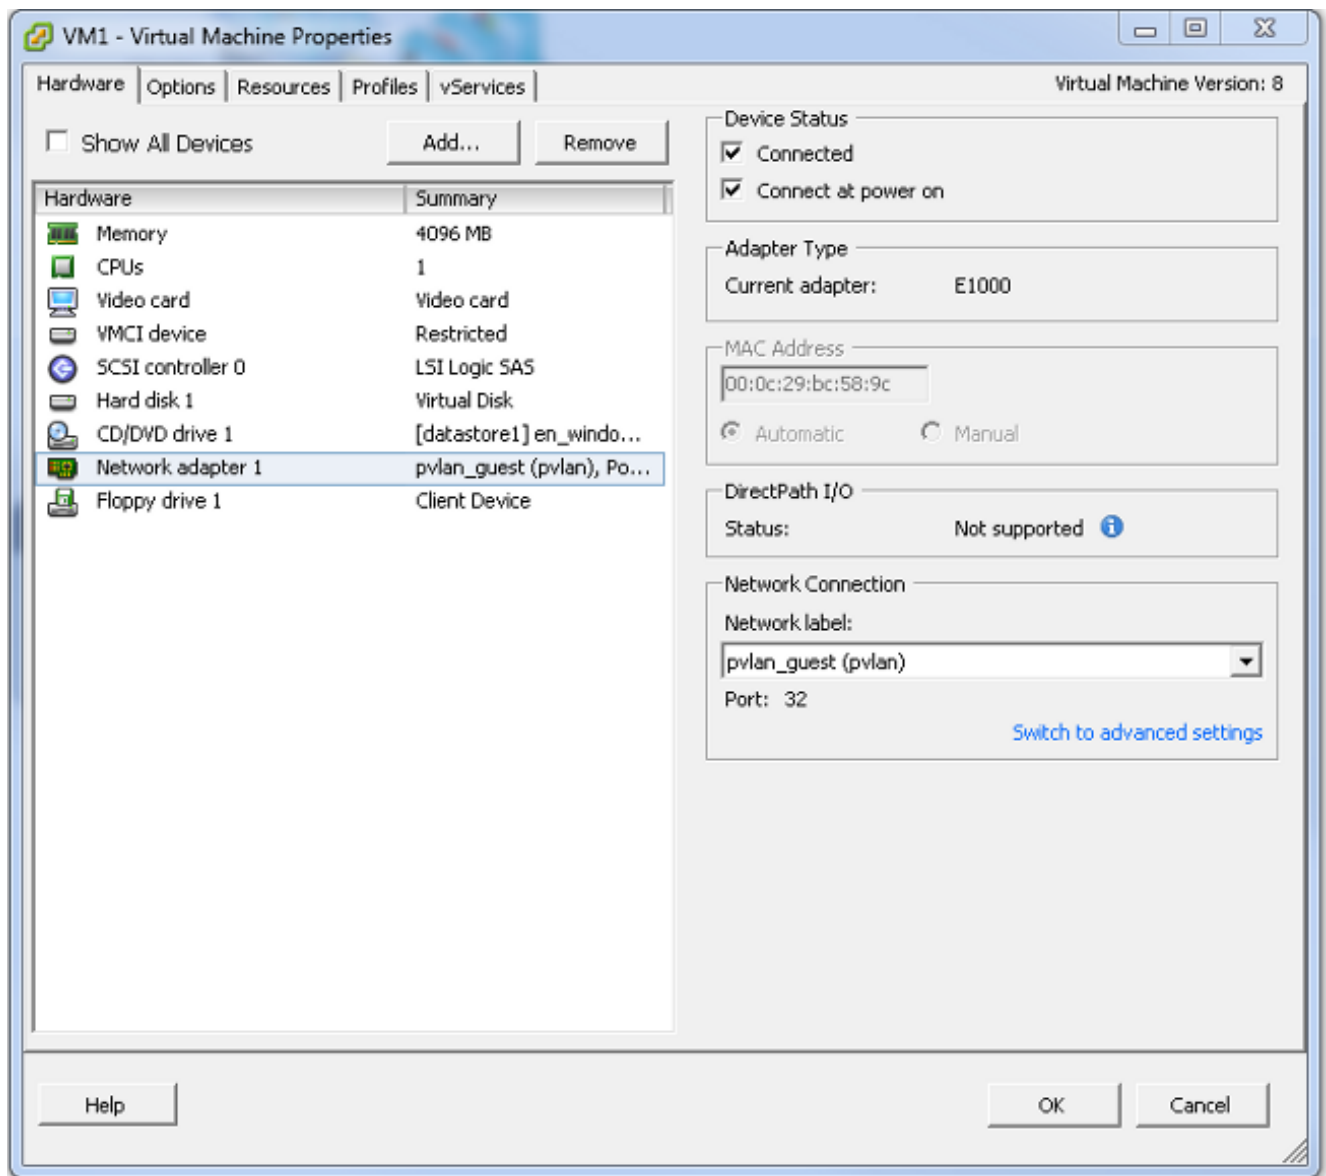 VM1 - Virtual Machine Properties
Hardware Options Resources Profiles vServices Virtual Machine Version: 8
Show All Devices Add... Remove
Hardware Summary
Memory 4096 MB
CPUs 1
Video card Video card
VMCI device Restricted
SCSI controller 0 LSI Logic SAS
Hard disk 1 Virtual Disk
CD/DVD drive 1 [datastore1] en_windo...
Network adapter 1 pvlan_guest (pvlan), Po...
Floppy drive 1 Client Device
Device Status
Connected
Connect at power on
Adapter Type
Current adapter: E1000
MAC Address
00:0c:29:bc:58:9c
Automatic Manual
DirectPath I/O
Status: Not supported
Network Connection
Network label:
pvlan_guest (pvlan)
Port: 32
Switch to advanced settings
Help OK Cancel